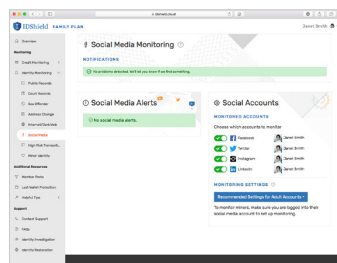 idshield.cloud
IDShield FAMILY PLAN
Janet Smith
Overview
Monitoring
Credit Monitoring
Identity Monitoring
Public Records
Court Records
Sex Offender
Address Change
Internet/Dark Web
Social Media
High Risk Transacti...
Minor Identity
Additional Resources
Member Perks
Lost Wallet Protection
Helpful Tips
Support
Contact Support
FAQs
Identity Investigation
Identity Restoration
Social Media Monitoring
NOTIFICATIONS
No problems detected. We'll let you know if we find something.
Social Media Alerts
No social media alerts.
Social Accounts
MONITORED ACCOUNTS
Choose which accounts to monitor
Facebook Janet Smith
Twitter Janet Smith
Instagram Janet Smith
LinkedIn Janet Smith
MONITORING SETTINGS
Recommended Settings for Adult Accounts
To monitor minors, make sure you are logged into their
social media account to set up monitoring.